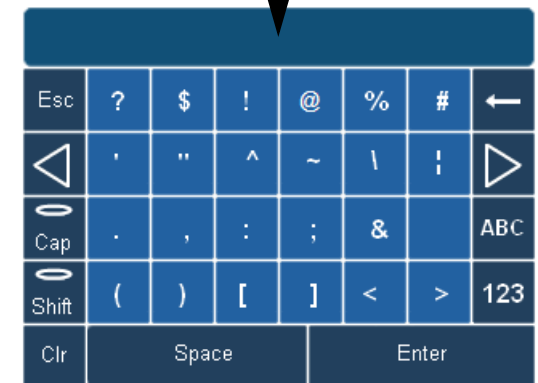 Esc ? $ ! @ % # ←
' " ^ ~ \ ¦
Cap . , : ; & ABC
Shift ( ) [ ] < > 123
Clr Space Enter